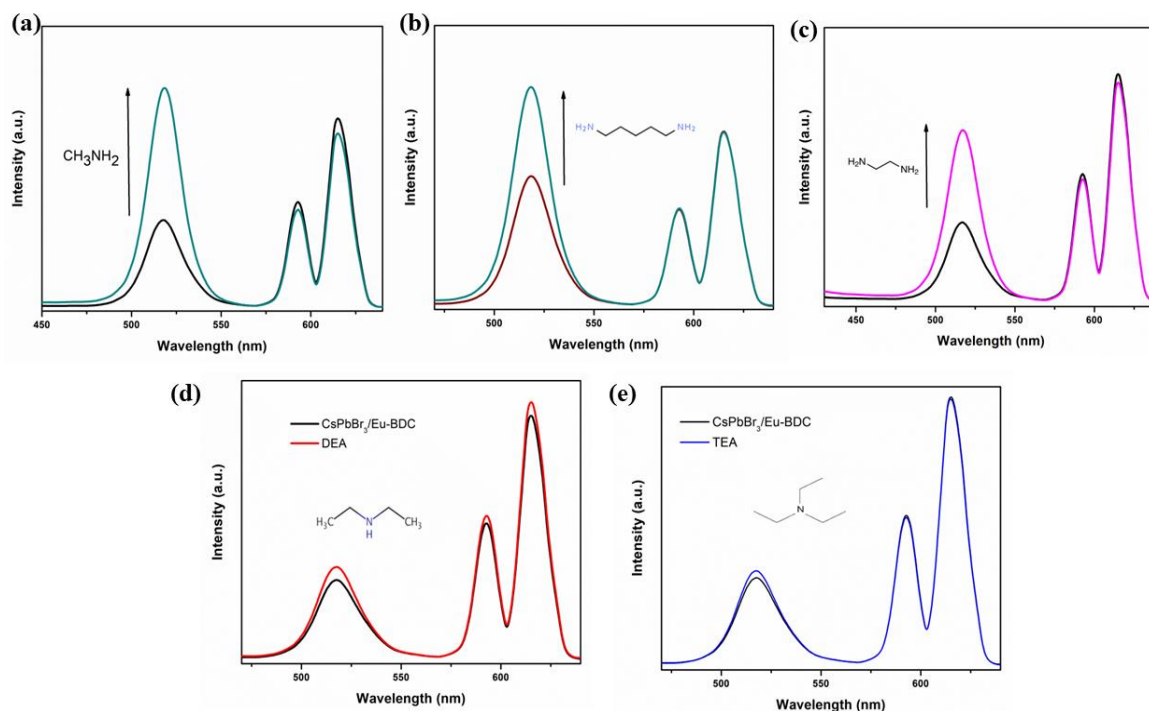 (a)
Intensity (a.u.)
CH3NH2
450 500 550 600
Wavelength (nm)
(b)
Intensity (a.u.)
H2N NH2
500 550 600
Wavelength (nm)
(c)
Intensity (a.u.)
H2N NH2
450 500 550 600
Wavelength (nm)
(d)
Intensity (a.u.)
CsPbBr3/Eu-BDC
DEA
H3C N CH3
H
500 550 600
Wavelength (nm)
(e)
Intensity (a.u.)
CsPbBr3/Eu-BDC
TEA
N
500 550 600
Wavelength (nm)